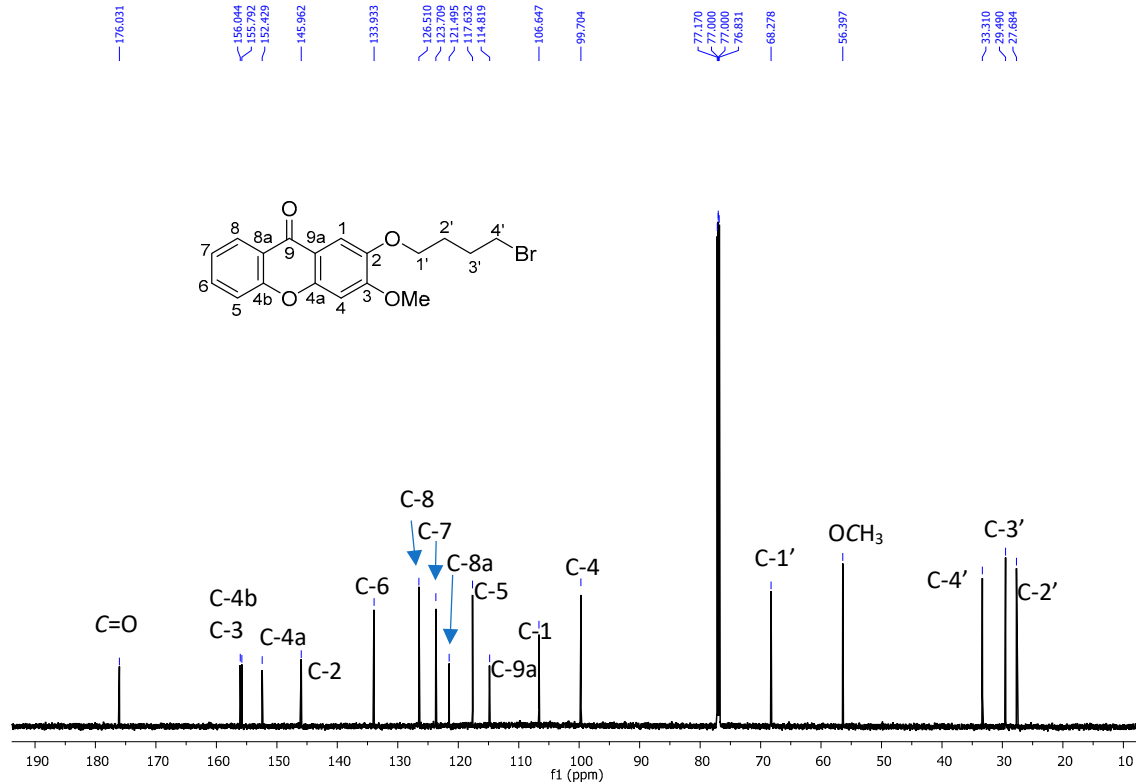 176.031
156.044
155.792
152.429
145.962
133.933
126.510
123.709
121.495
117.632
114.819
106.647
99.704
77.170
77.000
77.000
76.831
68.278
56.397
33.310
29.490
27.684
O
8
1
2'
4'
7
8a
9a
9
O
Br
2
1'
3'
6
4b
O
4a
3
OMe
5
4
C-8
C-7
C-8a
C-6
C-5
C-4
C-1'
OCH3
C-3'
C-4'
C-2'
C-4b
C=O
C-3
C-4a
C-1
C-2
C-9a
190
180
170
160
150
140
130
120
110
100
90
80
70
60
50
40
30
20
10
f1 (ppm)